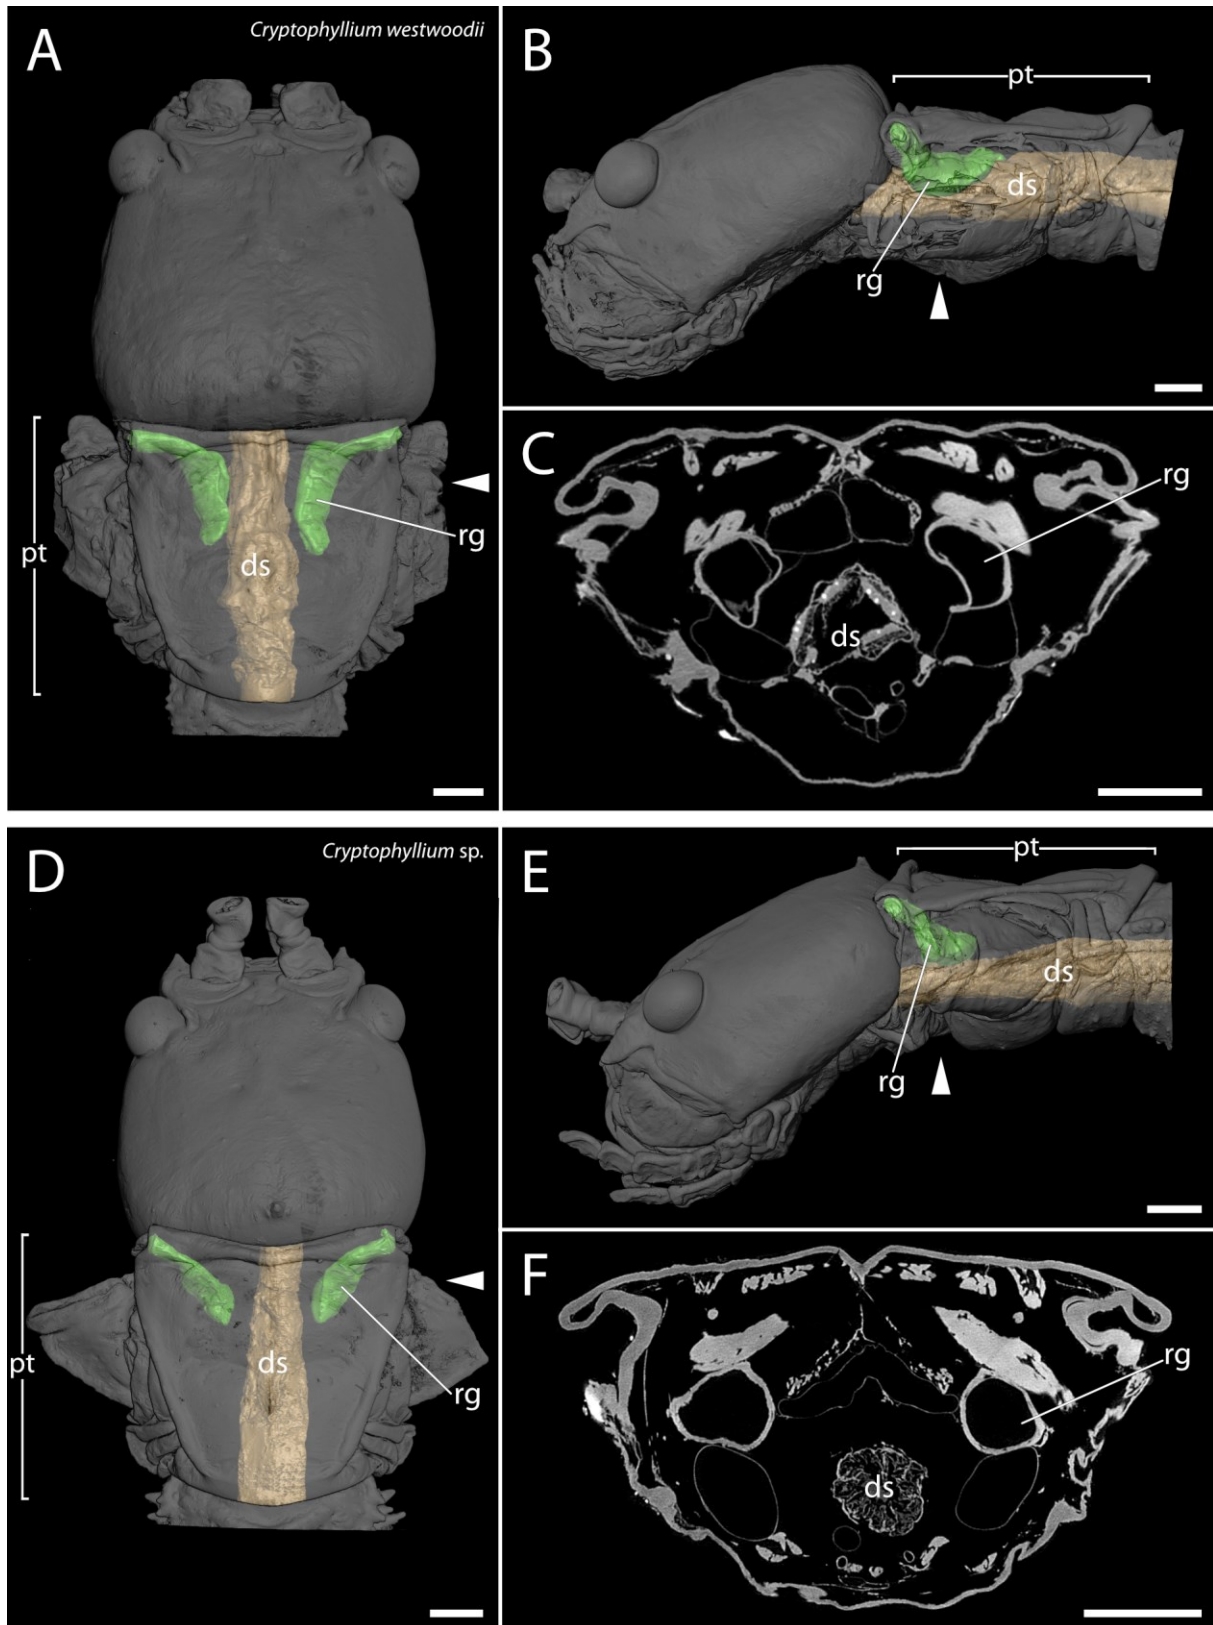 A
Cryptophyllium westwoodii
pt
ds
rg
B
pt
ds
rg
C
rg
ds
D
Cryptophyllium sp.
pt
ds
rg
E
pt
ds
rg
F
rg
ds